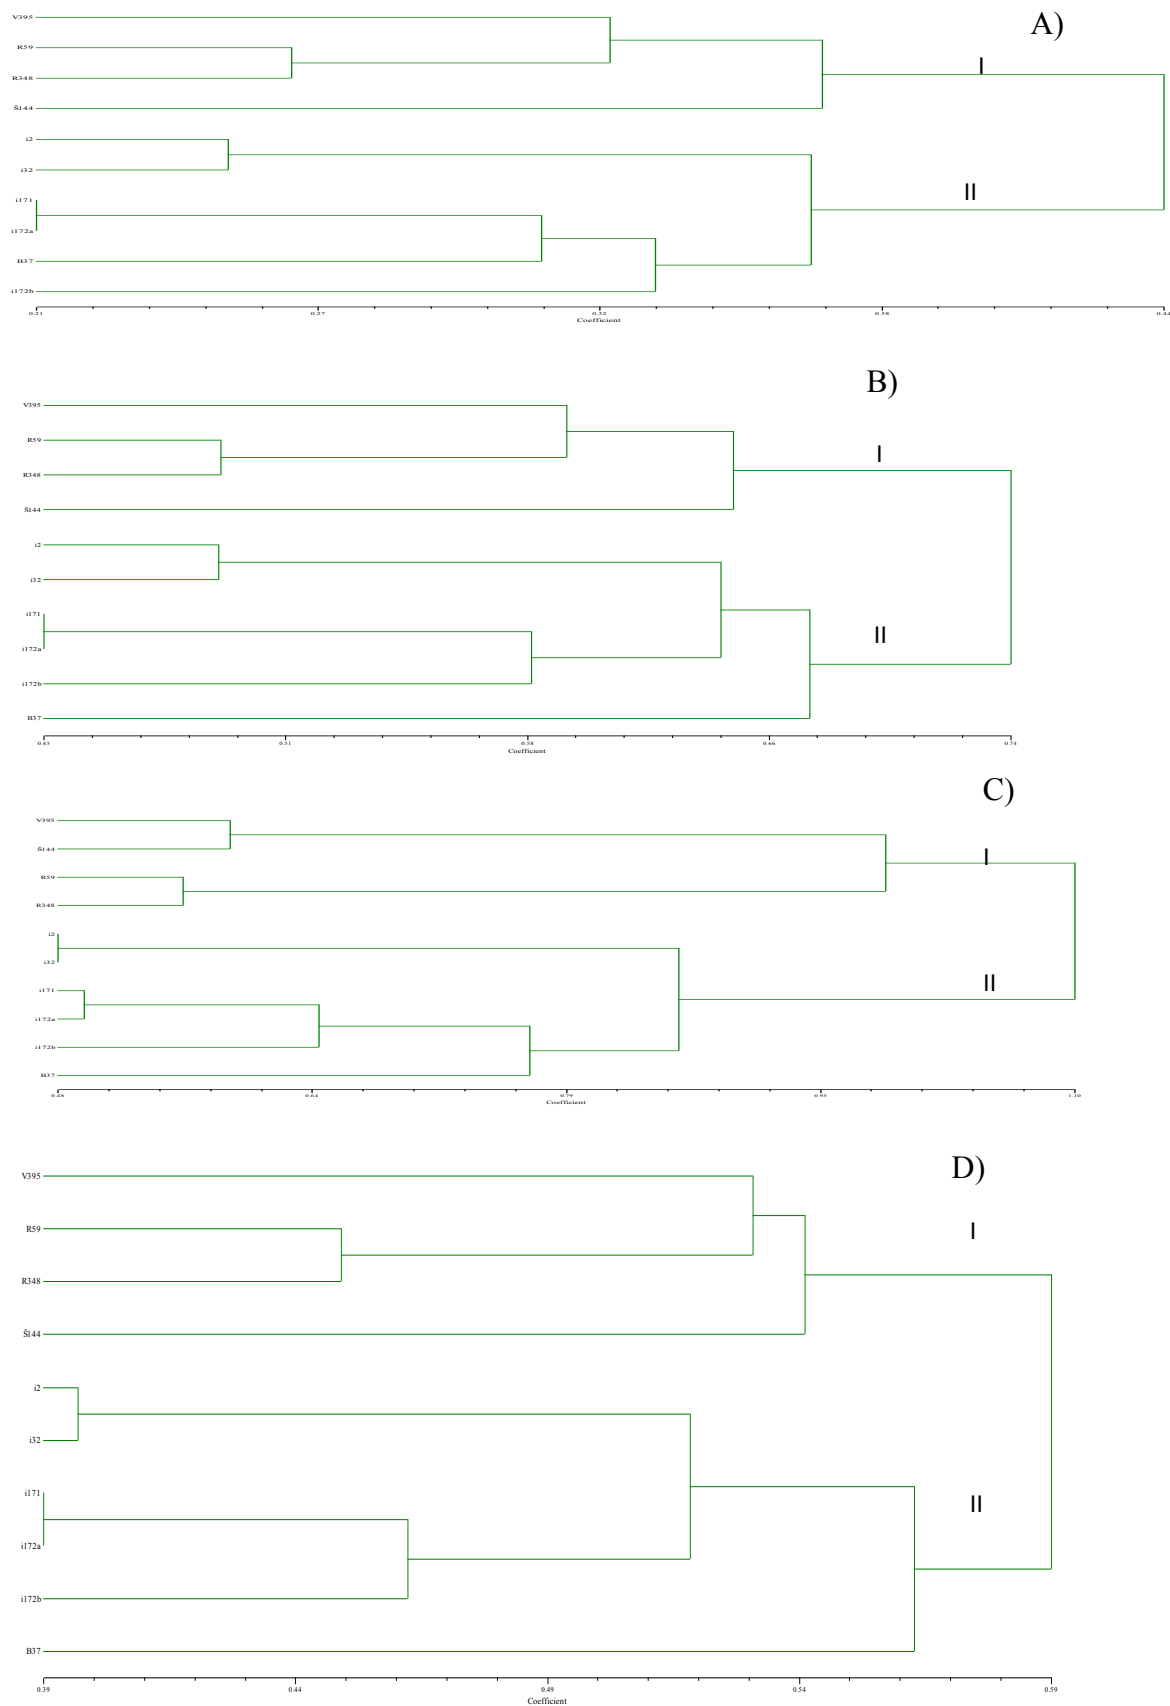 A)
V395
R59
R348
Š144
i2
i32
i171
i172a
B37
i172b
I
II
0.21 0.27 0.32 0.38 0.44
Coefficient
B)
V395
R59
R348
Š144
i2
i32
i171
i172a
i172b
B37
I
II
0.43 0.51 0.58 0.66 0.74
Coefficient
C)
V395
Š144
R59
R348
i2
i32
i171
i172a
i172b
B37
I
II
0.48 0.64 0.79 0.95 1.10
Coefficient
D)
V395
R59
R348
Š144
i2
i32
i171
i172a
i172b
B37
I
II
0.39 0.44 0.49 0.54 0.59
Coefficient